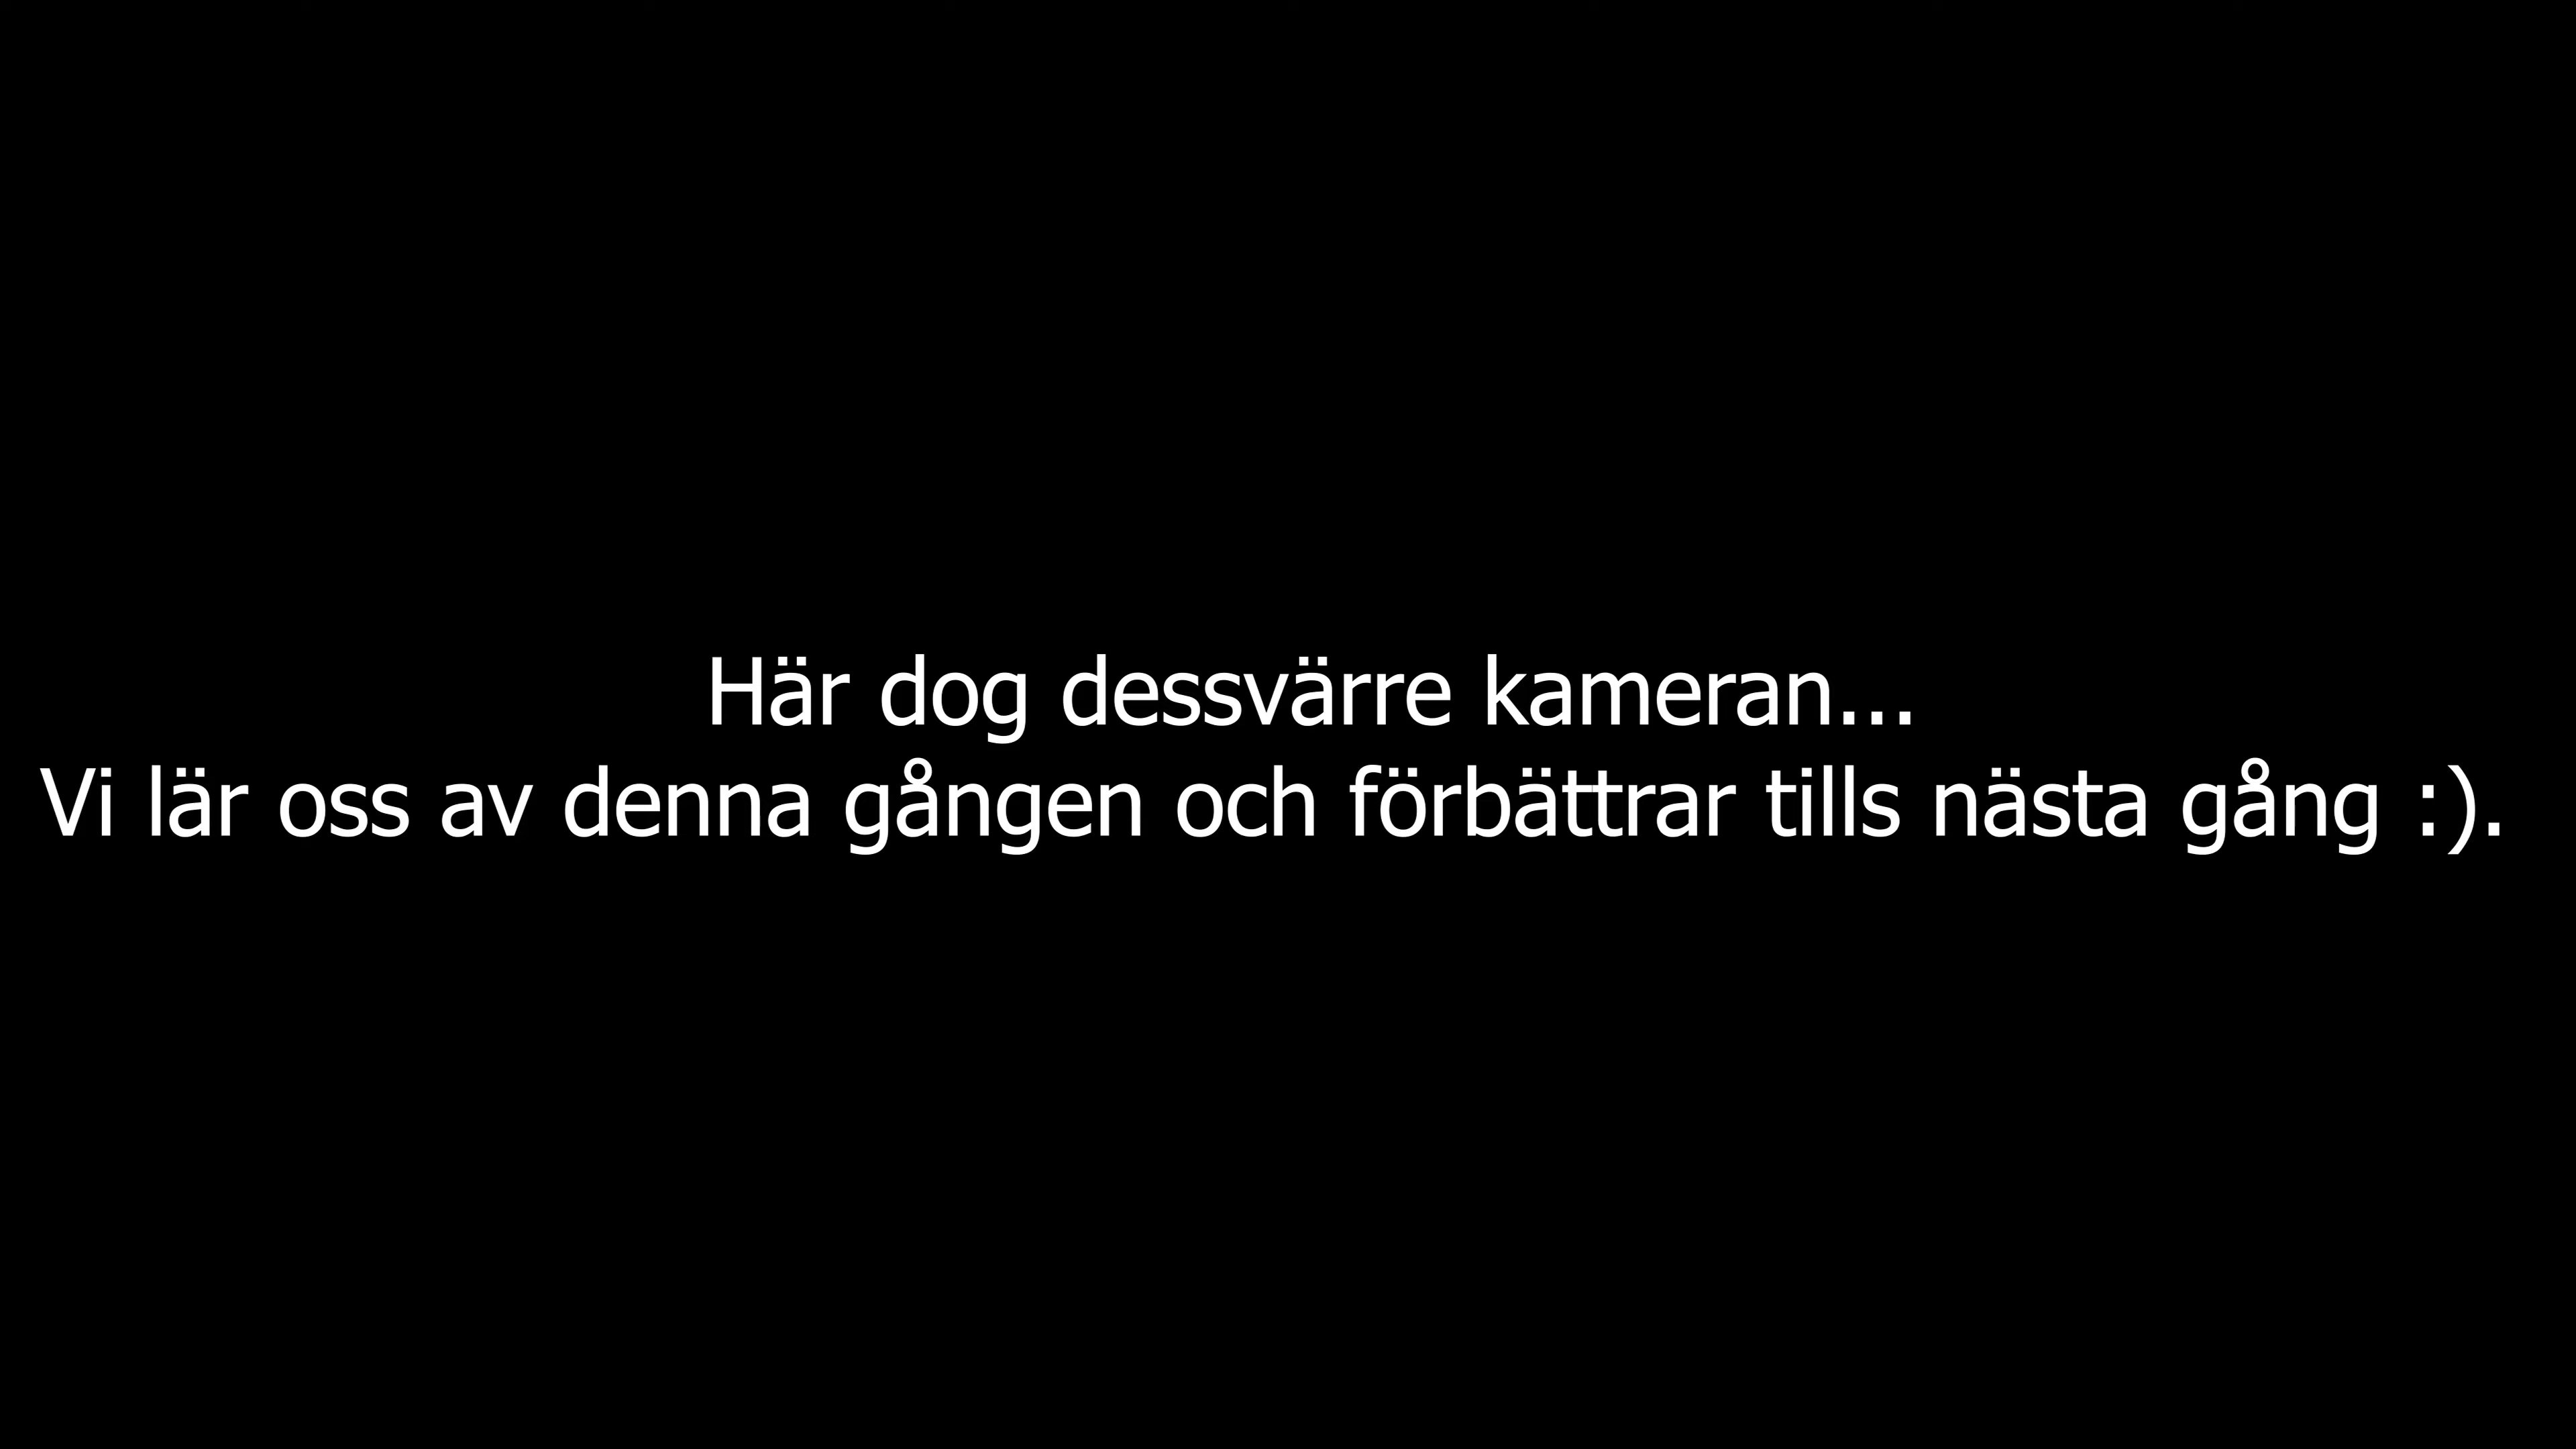 Här dog dessvärre kameran...
Vi lär oss av denna gången och förbättrar tills nästa gång :).